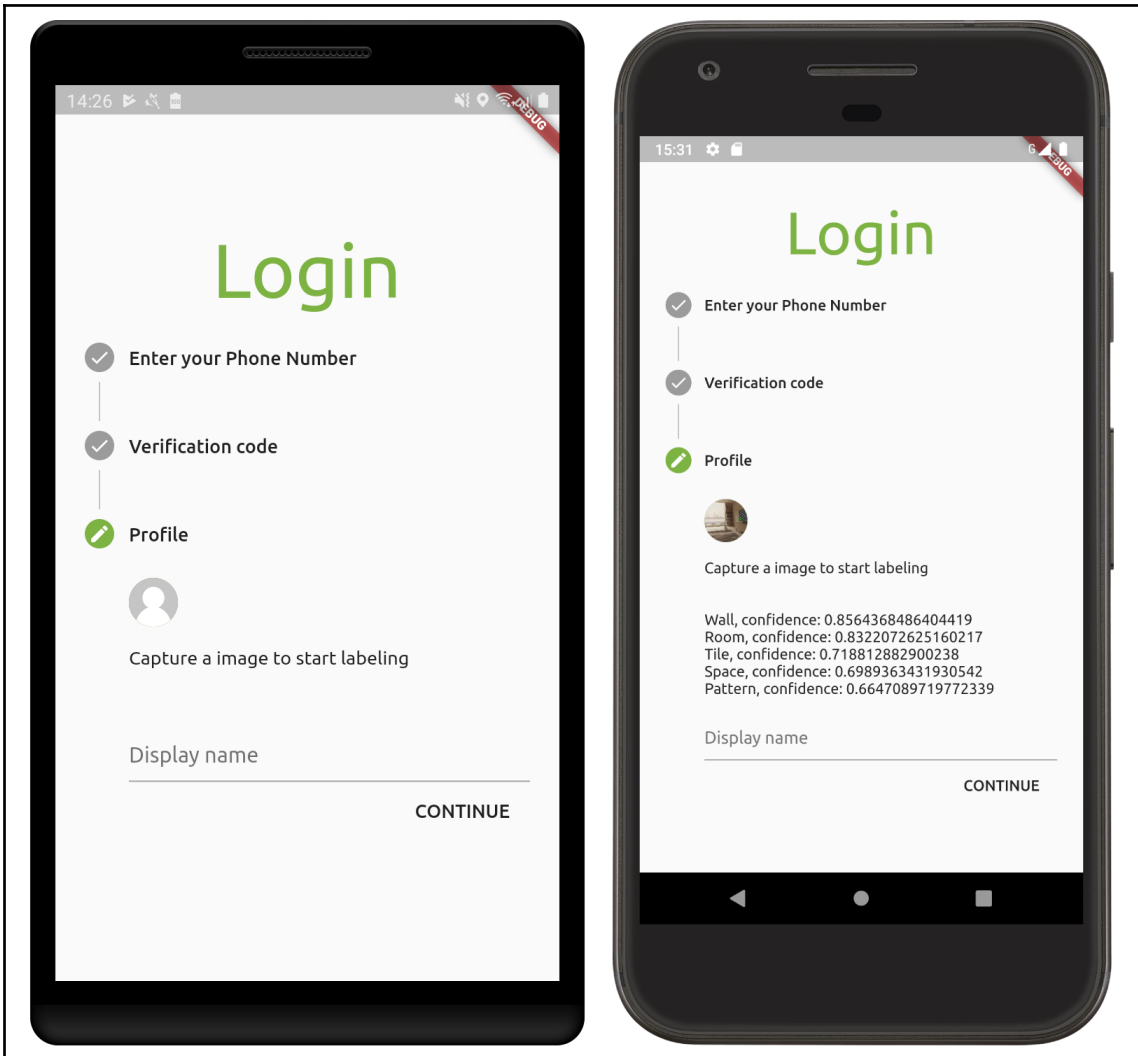 14:26
DEBUG
Login
Enter your Phone Number
Verification code
Profile
Capture a image to start labeling
Display name
CONTINUE
15:31
G
Login
Enter your Phone Number
Verification code
Profile
Capture a image to start labeling
Wall, confidence: 0.8564368486404419
Room, confidence: 0.8322072625160217
Tile, confidence: 0.718812882900238
Space, confidence: 0.6989363431930542
Pattern, confidence: 0.6647089719772339
Display name
CONTINUE